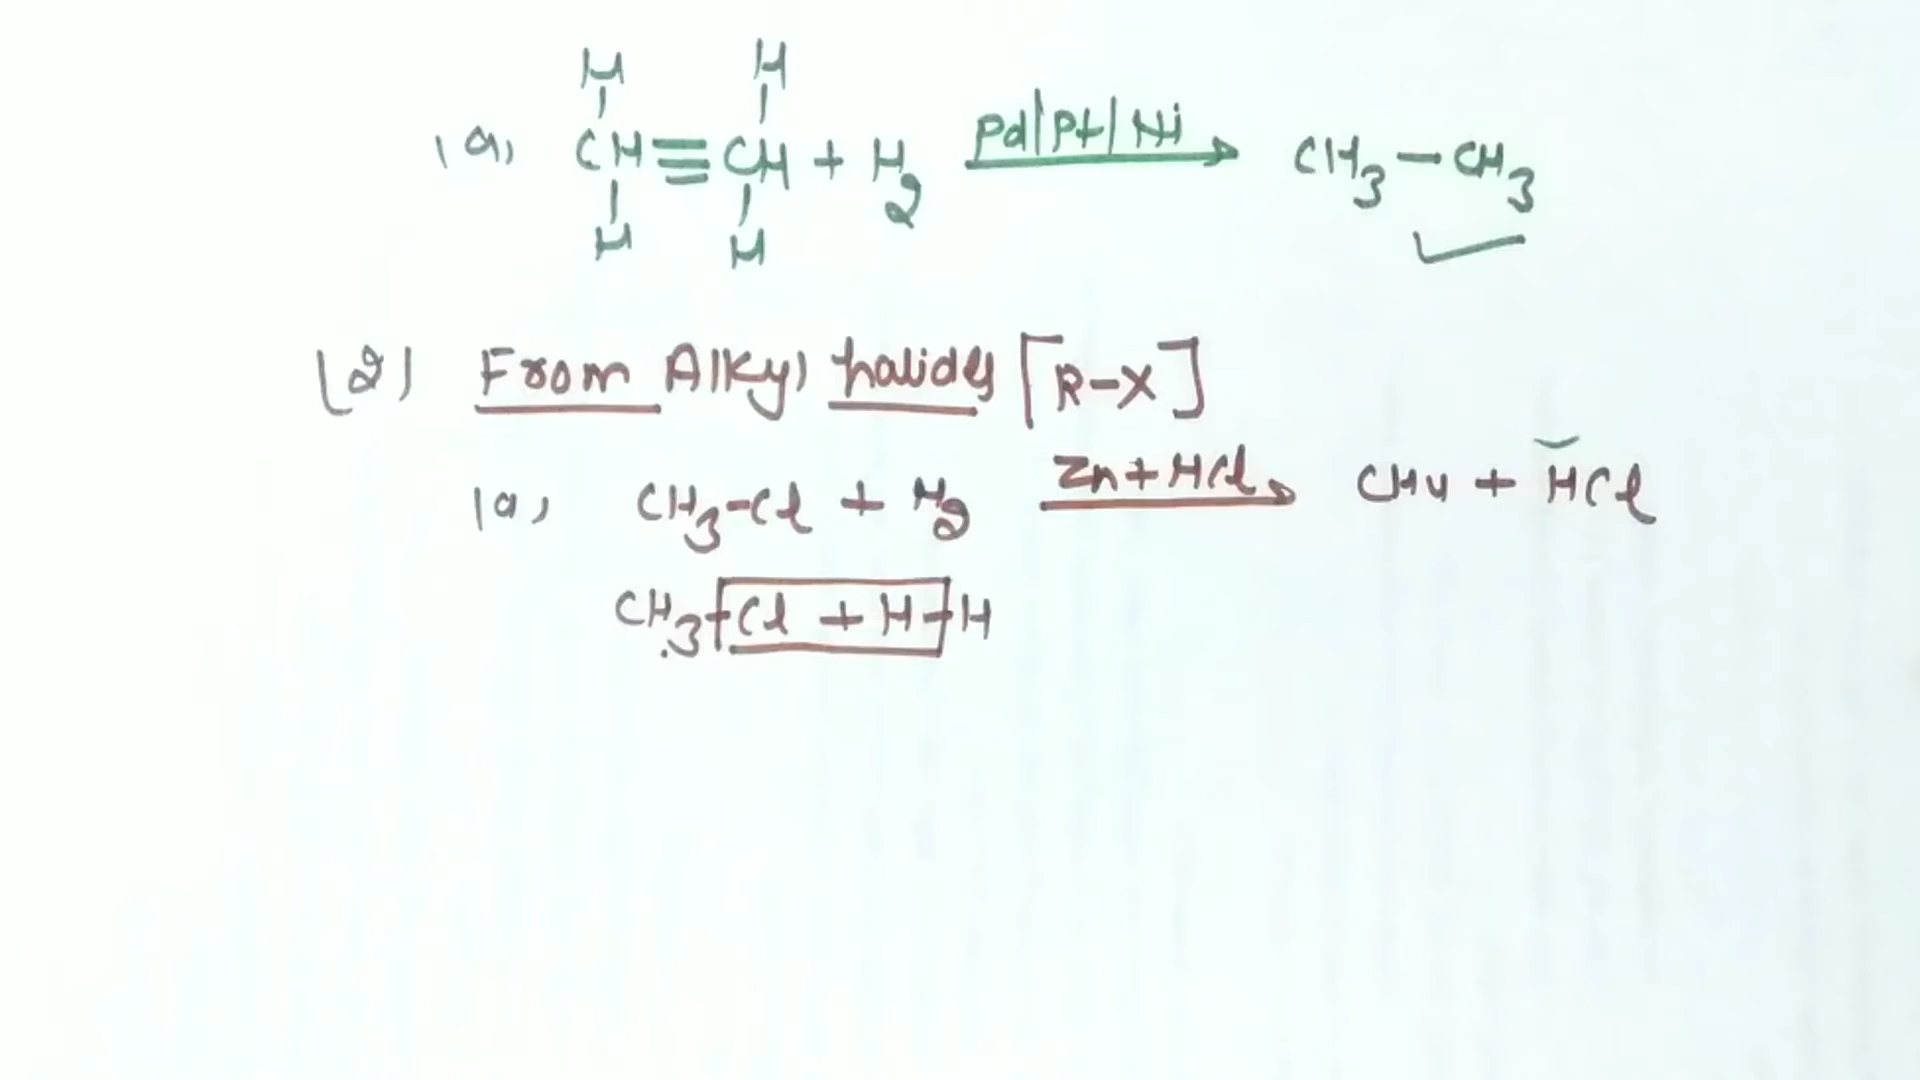 H H
(a) CH≡CH + H2 Pd/Pt/Ni → CH3-CH3
H H
(2) From Alkyl halides [R-X]
(a) CH3-Cl + H2 Zn+HCl → CH4 + HCl
CH3-Cl + H-H